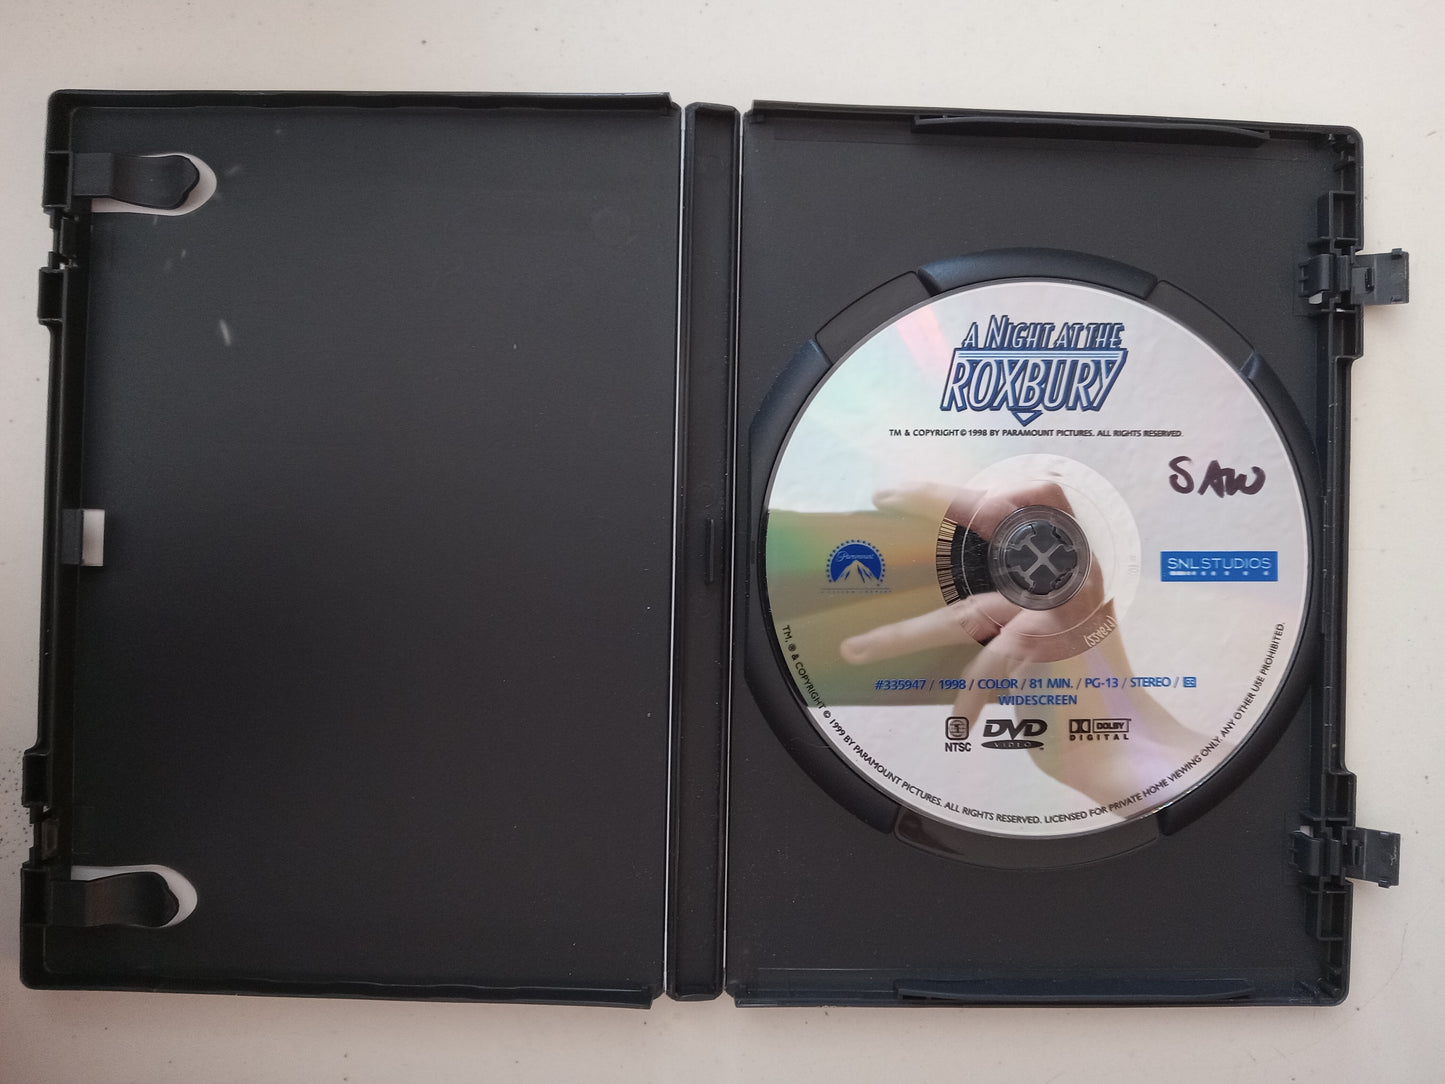 A NIGHT AT THE
ROXBURY
TM & COPYRIGHT © 1998 BY PARAMOUNT PICTURES. ALL RIGHTS RESERVED.
SAW
Paramount
SNL STUDIOS
#335947 / 1998 / COLOR / 81 MIN. / PG-13 / STEREO /
WIDESCREEN
NTSC
DVD
VIDEO
DOLBY
DIGITAL
TM, ® & COPYRIGHT © 1999 BY PARAMOUNT PICTURES. ALL RIGHTS RESERVED. LICENSED FOR PRIVATE HOME VIEWING ONLY. ANY OTHER USE PROHIBITED.